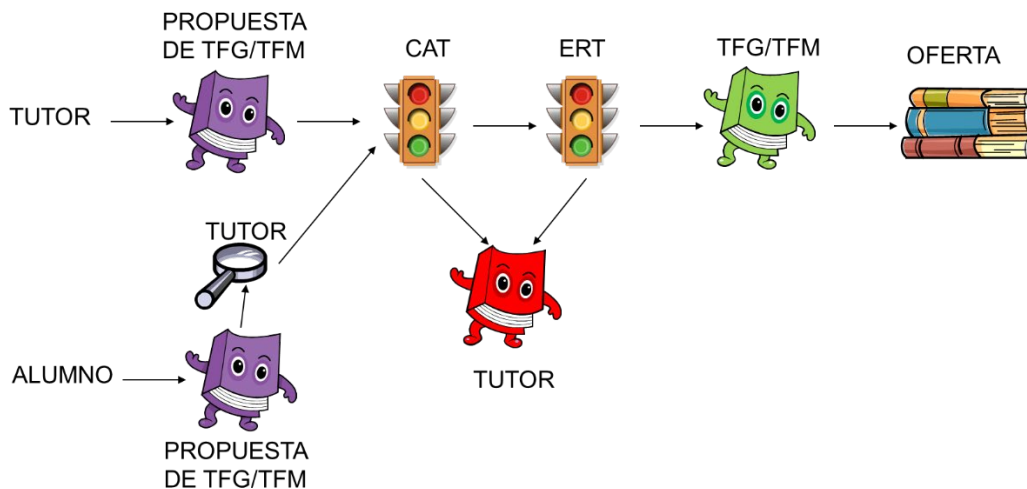 PROPUESTA
DE TFG/TFM
CAT
ERT
TFG/TFM
OFERTA
TUTOR
TUTOR
ALUMNO
TUTOR
PROPUESTA
DE TFG/TFM